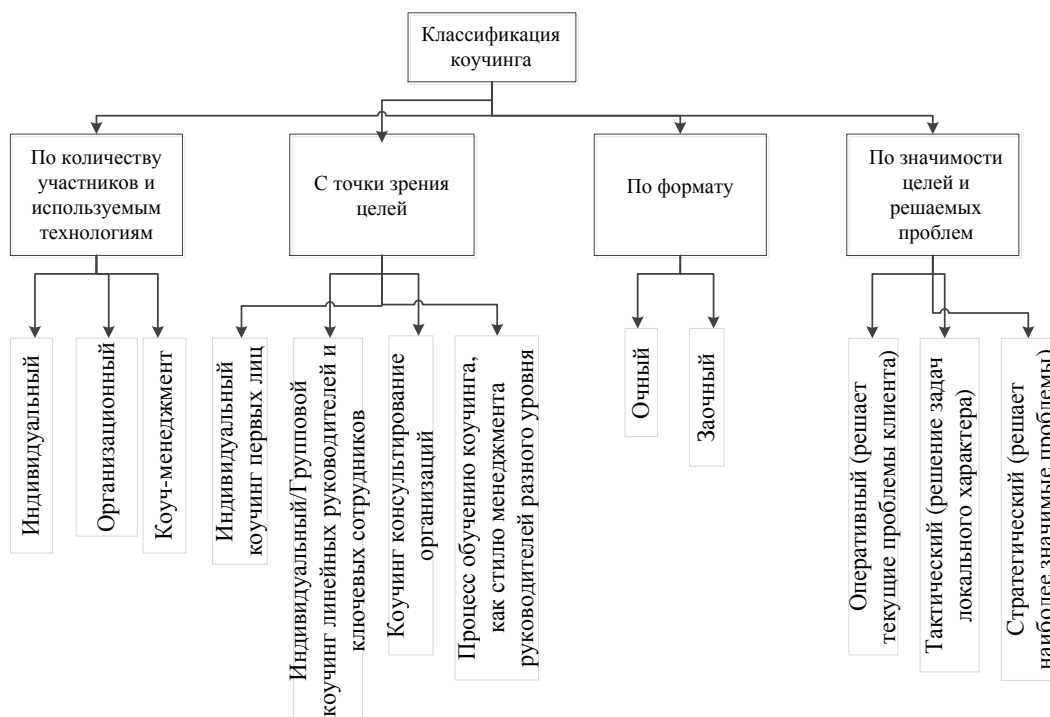 Классификация
коучинга
По количеству
участников и
используемым
технологиям
С точки зрения
целей
По формату
По значимости
целей и
решаемых
проблем
Индивидуальный
Организационный
Коуч-менеджмент
Индивидуальный
коучинг первых лиц
Индивидуальный/Групповой
коучинг линейных руководителей и
ключевых сотрудников
Коучинг консультирование
организаций
Процесс обучению коучинга,
как стилю менеджмента
руководителей разного уровня
Очный
Заочный
Оперативный (решает
текущие проблемы клиента)
Тактический (решение задач
локального характера)
Стратегический (решает
наиболее значимые проблемы)